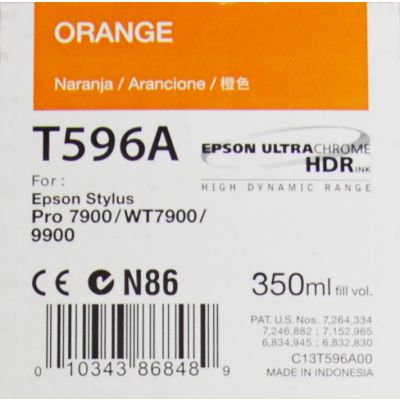 ORANGE
Naranja / Arancione / 橙色
T596A
EPSON ULTRACHROME
HDR INK
HIGH DYNAMIC RANGE
For :
Epson Stylus
Pro 7900/WT7900/
9900
CE N86
350ml fill vol.
PAT. U.S. Nos. 7,264,334
7,246,882 ; 7,152,965
6,834,945 ; 6,832,830
C13T596A00
MADE IN INDONESIA
0 10343 86848 9